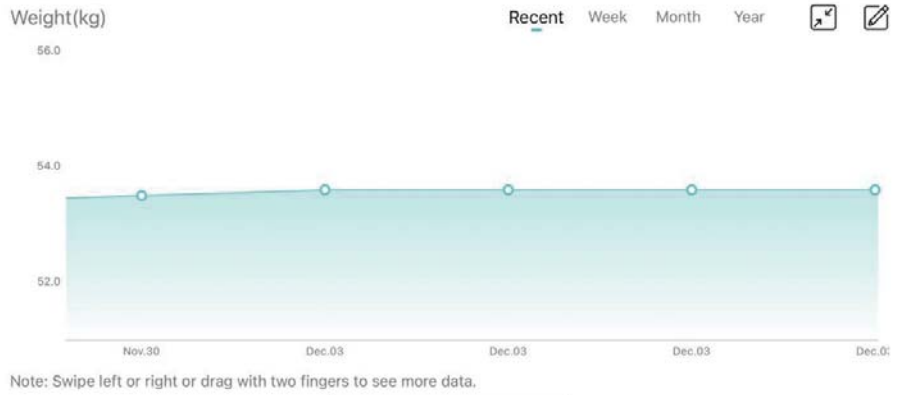 Weight(kg) Recent Week Month Year
56.0
54.0
52.0
Nov.30 Dec.03 Dec.03 Dec.03
Note: Swipe left or right or drag with two fingers to see more data.